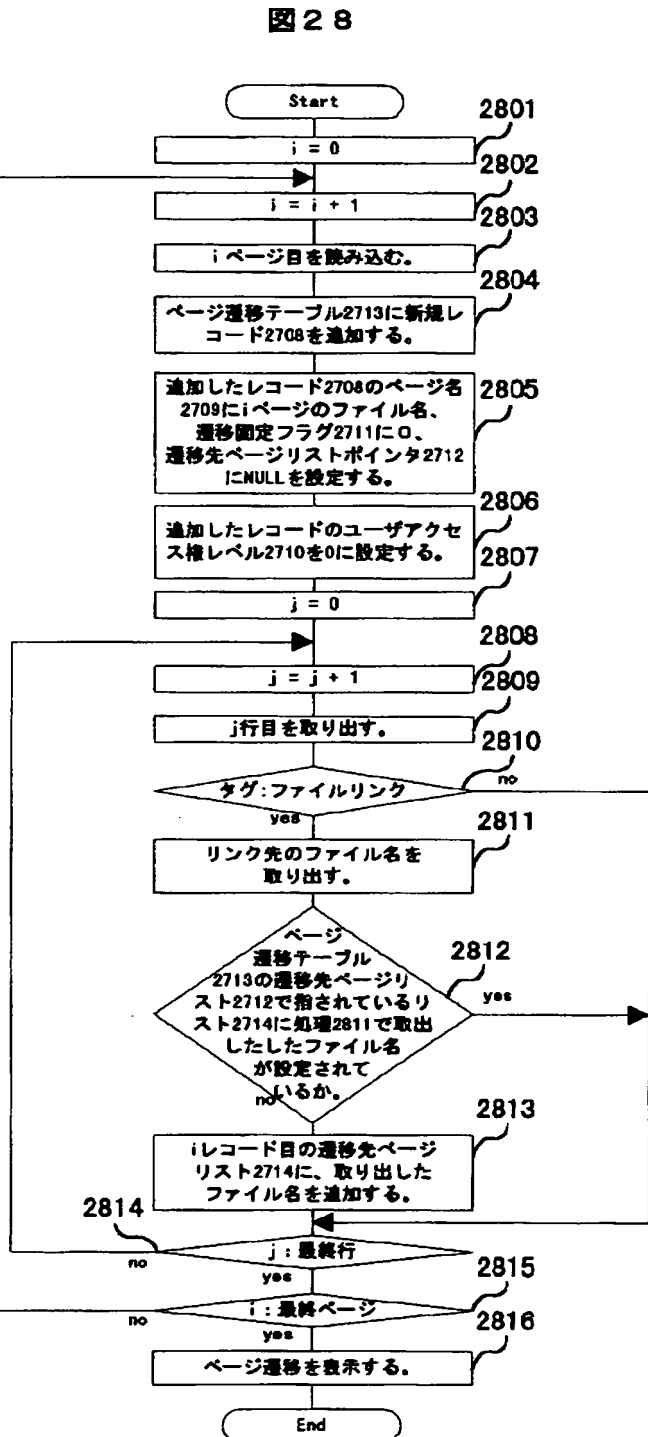 図28
Start
2801
i = 0
2802
i = i + 1
2803
iページ目を読み込む。
2804
ページ遷移テーブル2713に新規レ
コード2708を追加する。
追加したレコード2708のページ名
2805
2709にiページのファイル名、
遷移固定フラグ2711に0、
遷移先ページリストポインタ2712
にNULLを設定する。
2806
追加したレコードのユーザアクセ
ス権レベル2710を0に設定する。
2807
j = 0
2808
j = j + 1
2809
j行目を取り出す。
2810
タグ:ファイルリンク
no
yes
2811
リンク先のファイル名を
取り出す。
ページ
遷移テーブル
2812
2713の遷移先ページリ
スト2712で指されているリ
yes
スト2714に処理2811で取出
したしたファイル名
が設定されて
いるか。
no
2813
iレコード目の遷移先ページ
リスト2714に、取り出した
ファイル名を追加する。
2814
j:最終行
no
yes
2815
i:最終ページ
no
yes
2816
ページ遷移を表示する。
End